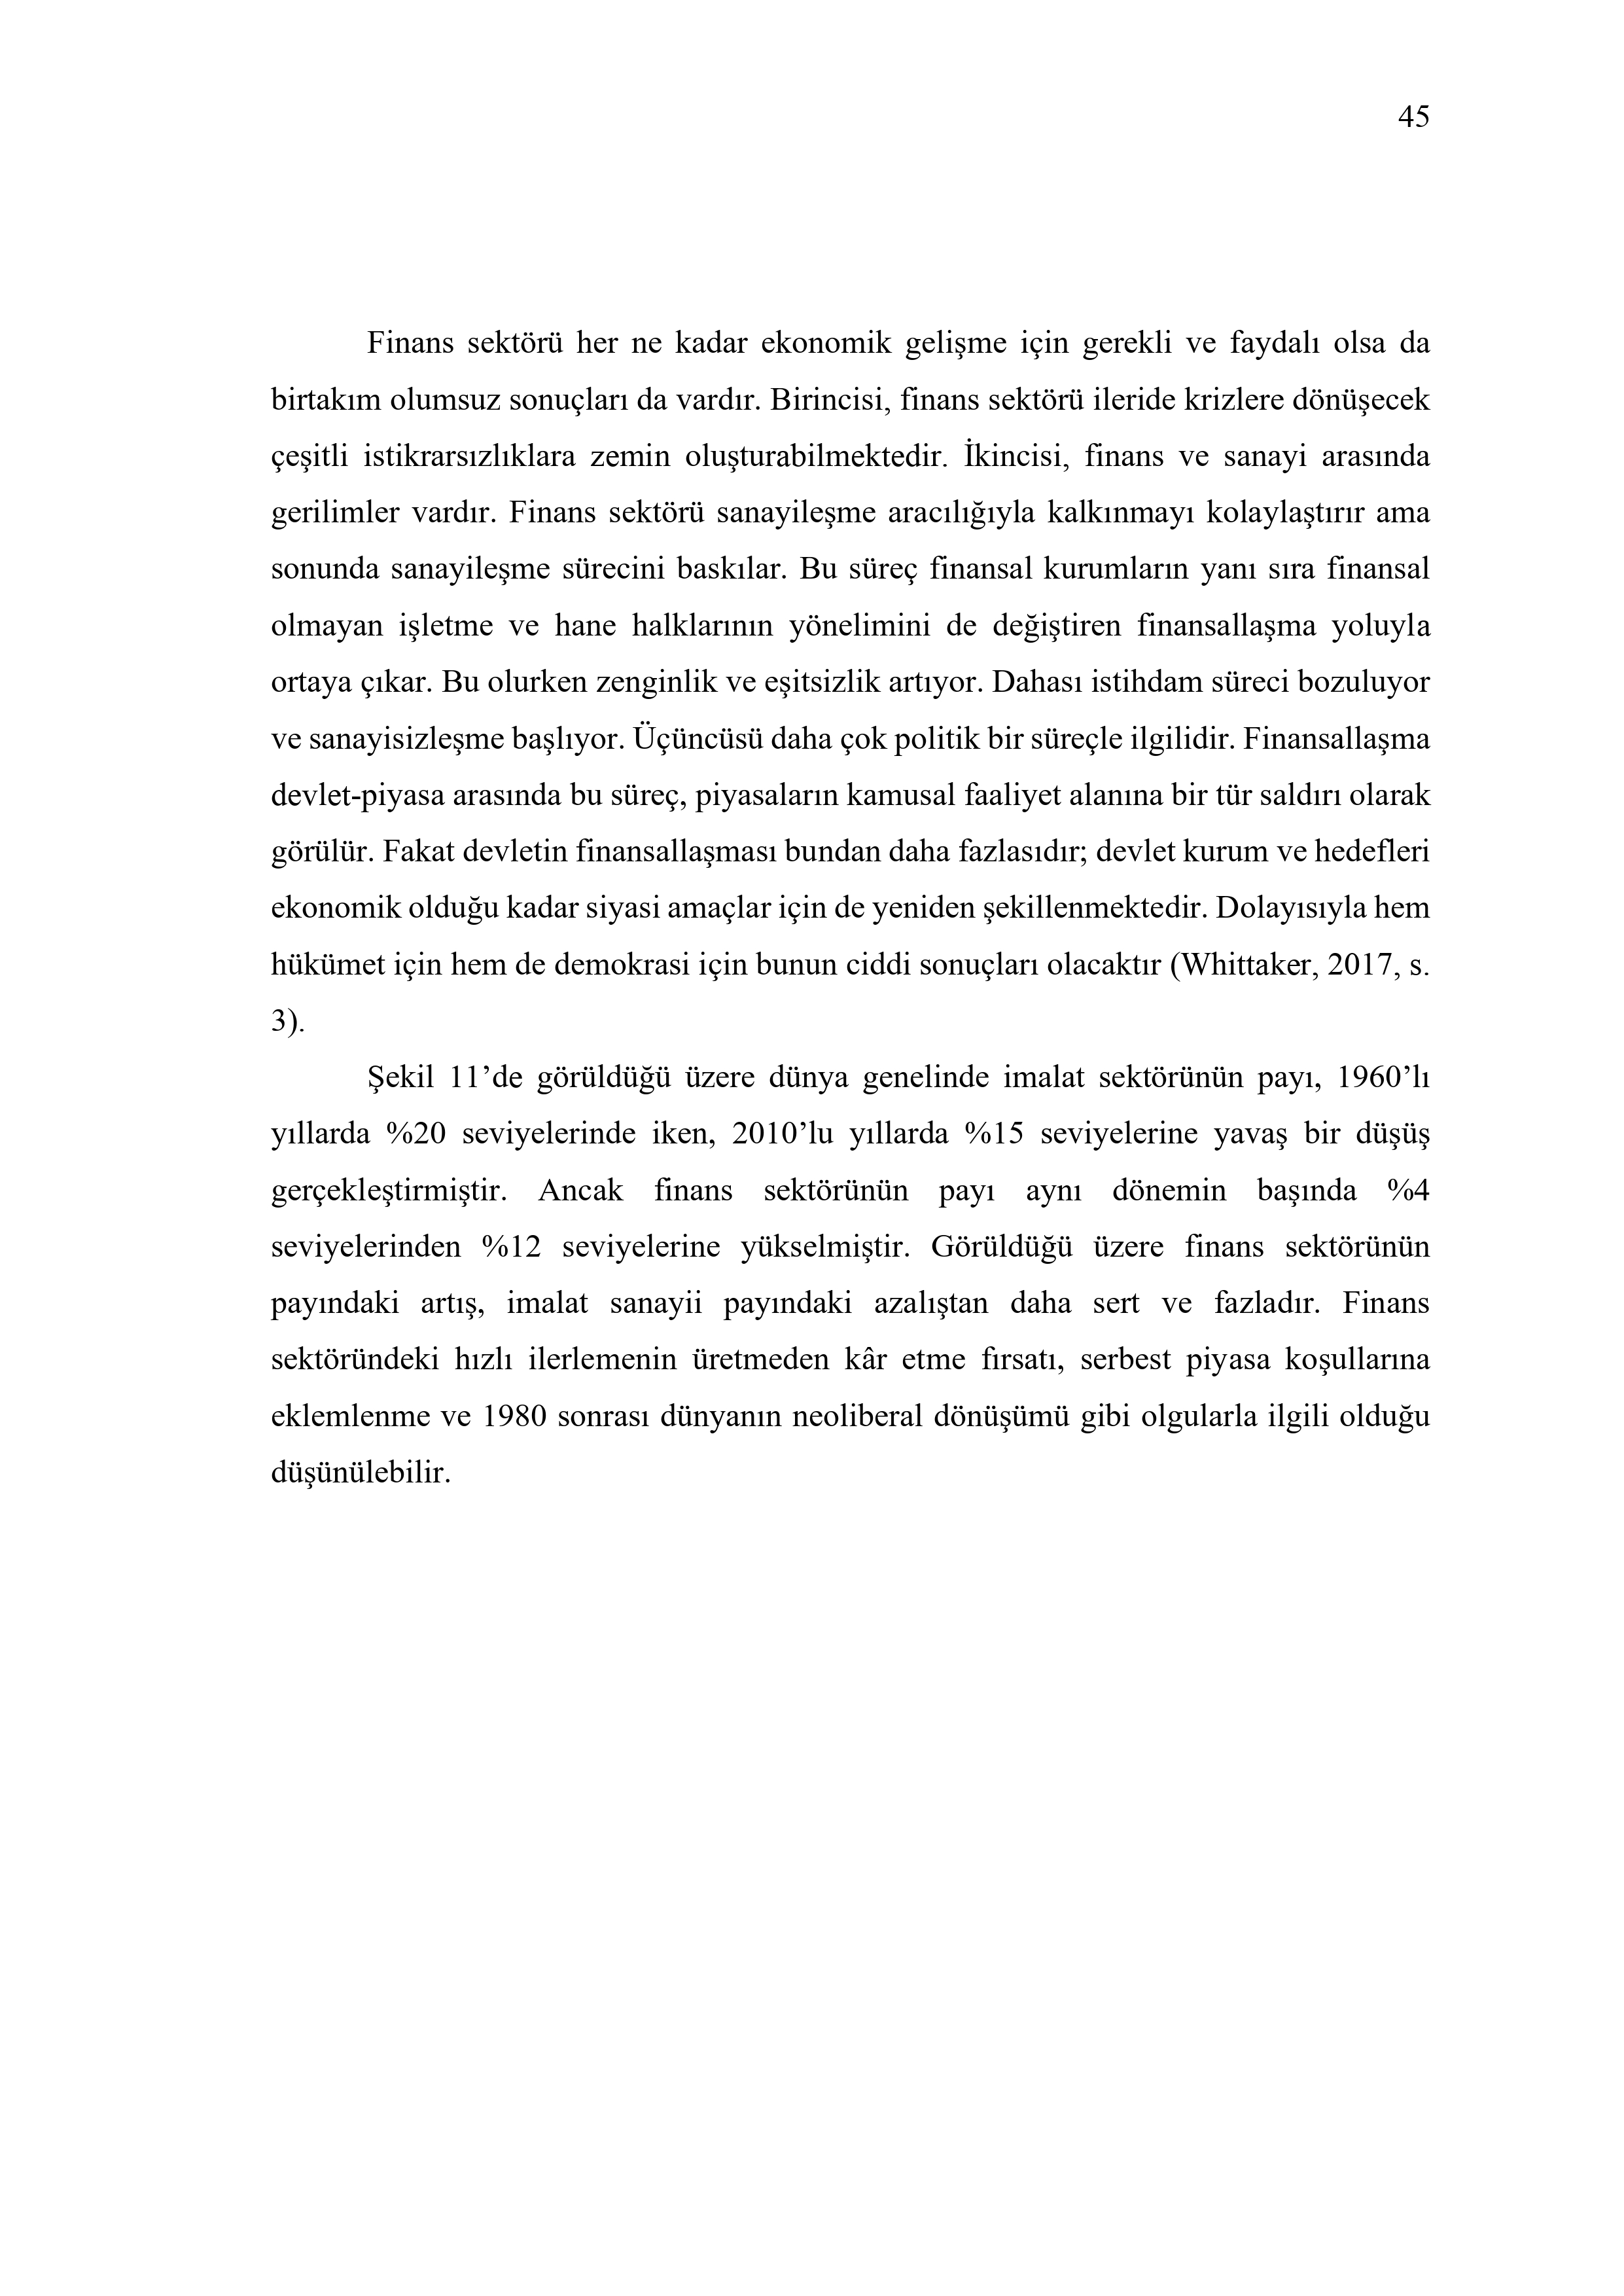 45
Finans sektörü her ne kadar ekonomik gelişme için gerekli ve faydalı olsa da
birtakım olumsuz sonuçları da vardır. Birincisi, finans sektörü ileride krizlere dönüşecek
çeşitli istikrarsızlıklara zemin oluşturabilmektedir. İkincisi, finans ve sanayi arasında
gerilimler vardır. Finans sektörü sanayileşme aracılığıyla kalkınmayı kolaylaştırır ama
sonunda sanayileşme sürecini baskılar. Bu süreç finansal kurumların yanı sıra finansal
olmayan işletme ve hane halklarının yönelimini de değiştiren finansallaşma yoluyla
ortaya çıkar. Bu olurken zenginlik ve eşitsizlik artıyor. Dahası istihdam süreci bozuluyor
ve sanayisizleşme başlıyor. Üçüncüsü daha çok politik bir süreçle ilgilidir. Finansallaşma
devlet-piyasa arasında bu süreç, piyasaların kamusal faaliyet alanına bir tür saldırı olarak
görülür. Fakat devletin finansallaşması bundan daha fazlasıdır; devlet kurum ve hedefleri
ekonomik olduğu kadar siyasi amaçlar için de yeniden şekillenmektedir. Dolayısıyla hem
hükümet için hem de demokrasi için bunun ciddi sonuçları olacaktır (Whittaker, 2017, s.
3).
Şekil 11’de görüldüğü üzere dünya genelinde imalat sektörünün payı, 1960’lı
yıllarda %20 seviyelerinde iken, 2010’lu yıllarda %15 seviyelerine yavaş bir düşüş
gerçekleştirmiştir. Ancak finans sektörünün payı aynı dönemin başında %4
seviyelerinden %12 seviyelerine yükselmiştir. Görüldüğü üzere finans sektörünün
payındaki artış, imalat sanayii payındaki azalıştan daha sert ve fazladır. Finans
sektöründeki hızlı ilerlemenin üretmeden kâr etme fırsatı, serbest piyasa koşullarına
eklemlenme ve 1980 sonrası dünyanın neoliberal dönüşümü gibi olgularla ilgili olduğu
düşünülebilir.